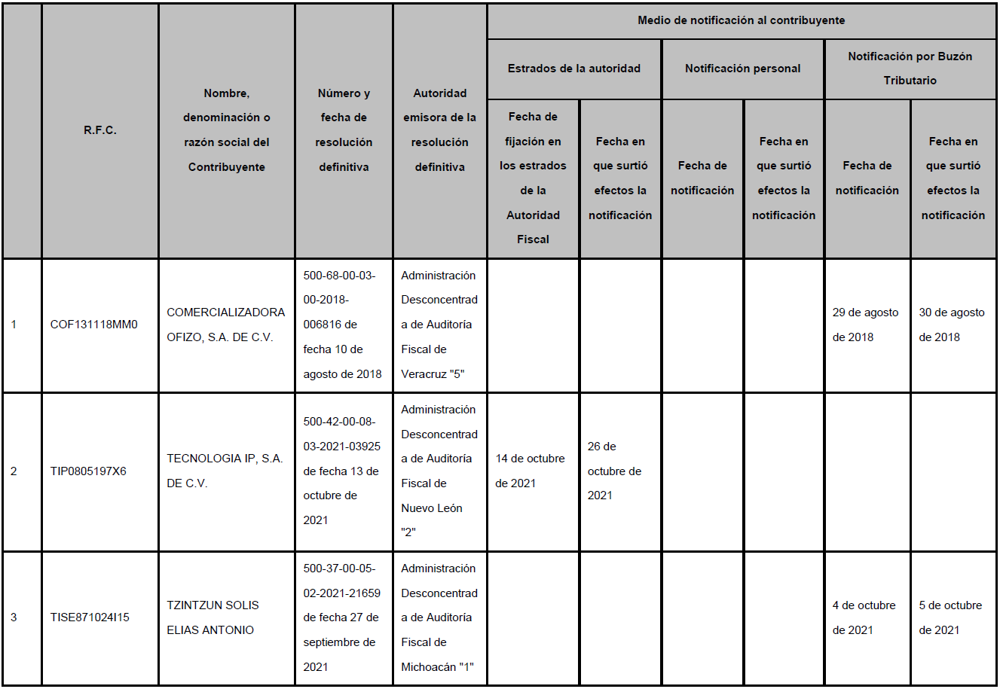 Medio de notificación al contribuyente
Estrados de la autoridad
Notificación personal
Notificación por Buzón
Tributario
R.F.C.
Nombre,
denominación o
razón social del
Contribuyente
Número y
fecha de
resolución
definitiva
Autoridad
emisora de la
resolución
definitiva
Fecha de
fijación en
los estrados
de la
Autoridad
Fiscal
Fecha en
que surtió
efectos la
notificación
Fecha de
notificación
Fecha en
que surtió
efectos la
notificación
Fecha de
notificación
Fecha en
que surtió
efectos la
notificación
1
COF131118MM0
COMERCIALIZADORA
OFIZO, S.A. DE C.V.
500-68-00-03-
00-2018-
006816 de
fecha 10 de
agosto de 2018
Administración
Desconcentrad
a de Auditoría
Fiscal de
Veracruz "5"
29 de agosto
de 2018
30 de agosto
de 2018
2
TIP0805197X6
TECNOLOGIA IP, S.A.
DE C.V.
500-42-00-08-
03-2021-03925
de fecha 13 de
octubre de
2021
Administración
Desconcentrad
a de Auditoría
Fiscal de
Nuevo León
"2"
14 de octubre
de 2021
26 de
octubre de
2021
3
TISE871024I15
TZINTZUN SOLIS
ELIAS ANTONIO
500-37-00-05-
02-2021-21659
de fecha 27 de
septiembre de
2021
Administración
Desconcentrad
a de Auditoría
Fiscal de
Michoacán "1"
4 de octubre
de 2021
5 de octubre
de 2021